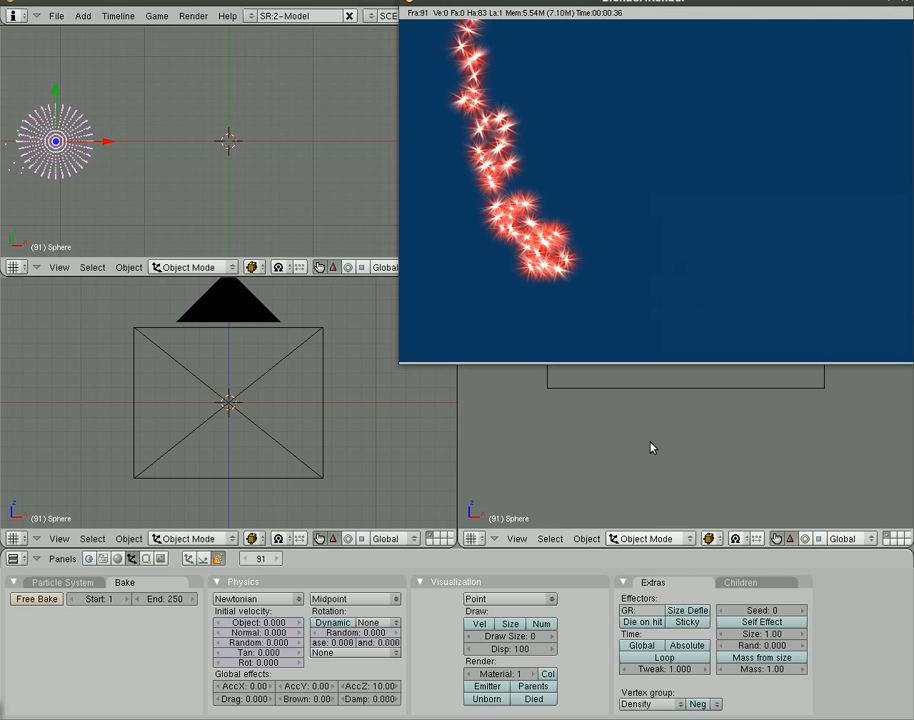 File Add Timeline Game Render Help SR:2-Model SCE
Fra:91 Ve:0 Fa:0 Ha:83 La:1 Mem:5.54M (7.10M) Time:00:00.36
(91) Sphere
View Select Object Object Mode Global
(91) Sphere
(91) Sphere
View Select Object Object Mode Global
View Select Object Object Mode Global
Panels 91
Particle System Bake
Free Bake Start: 1 End: 250
Physics
Newtonian Midpoint
Initial velocity: Rotation:
Object: 0.000 Dynamic None
Normal: 0.000 Random: 0.000
Random: 0.000 ase: 0.000 and: 0.000
Tan: 0.000 None
Rot: 0.000
Global effects:
AccX: 0.00 AccY: 0.00 AccZ: 10.00
Drag: 0.000 Brown: 0.00 Damp: 0.000
Visualization
Point
Draw:
Vel Size Num
Draw Size: 0
Disp: 100
Render:
Material: 1 Col
Emitter Parents
Unborn Died
Extras Children
Effectors:
GR: Size Defle Seed: 0
Die on hit Sticky Self Effect
Time: Size: 1.00
Global Absolute Rand: 0.000
Loop Mass from size
Tweak: 1.000 Mass: 1.00
Vertex group:
Density Neg